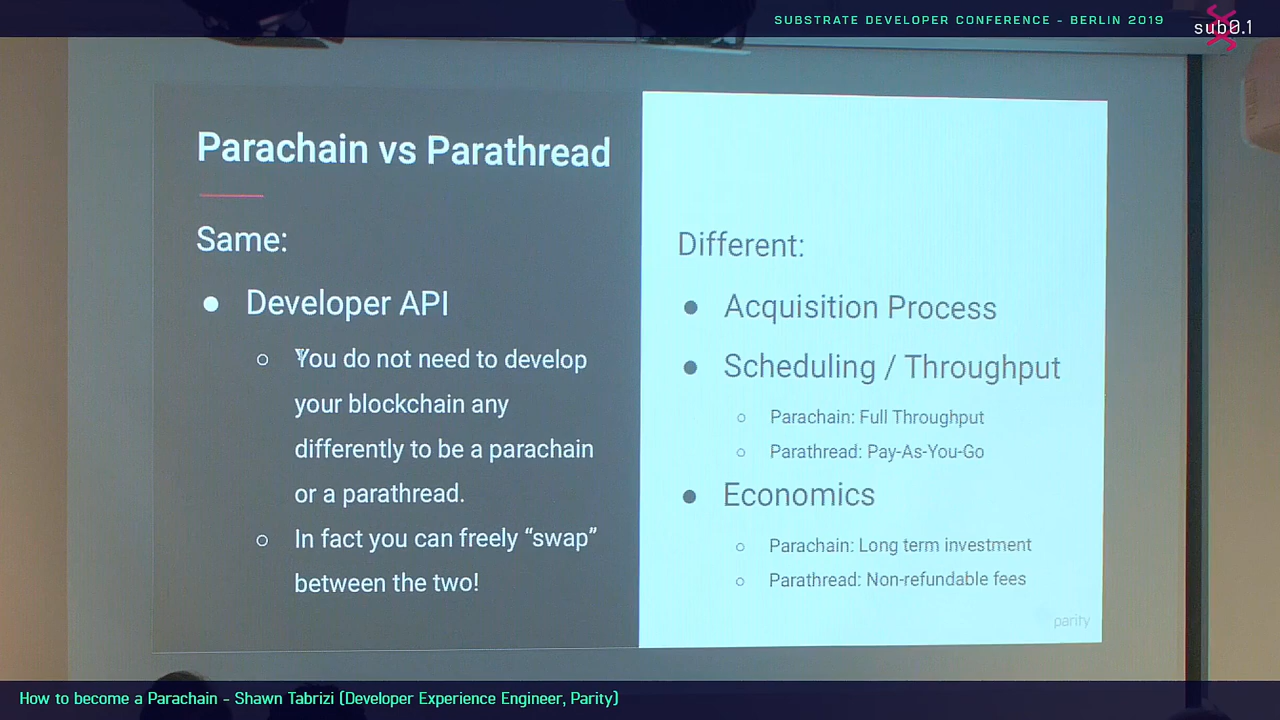 SUBSTRATE DEVELOPER CONFERENCE - BERLIN 2019
sub0.1
Parachain vs Parathread
Same:
● Developer API
○ You do not need to develop
your blockchain any
differently to be a parachain
or a parathread.
○ In fact you can freely “swap”
between the two!
Different:
● Acquisition Process
● Scheduling / Throughput
○ Parachain: Full Throughput
○ Parathread: Pay-As-You-Go
● Economics
○ Parachain: Long term investment
○ Parathread: Non-refundable fees
parity
How to become a Parachain - Shawn Tabrizi (Developer Experience Engineer, Parity)